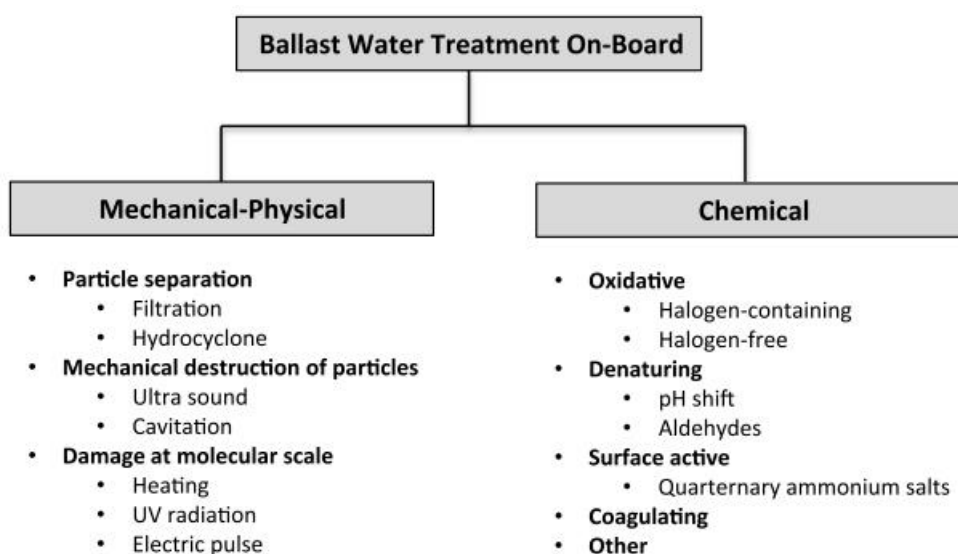 Ballast Water Treatment On-Board
Mechanical-Physical
• Particle separation
• Filtration
• Hydrocyclone
• Mechanical destruction of particles
• Ultra sound
• Cavitation
• Damage at molecular scale
• Heating
• UV radiation
• Electric pulse
Chemical
• Oxidative
• Halogen-containing
• Halogen-free
• Denaturing
• pH shift
• Aldehydes
• Surface active
• Quarternary ammonium salts
• Coagulating
• Other